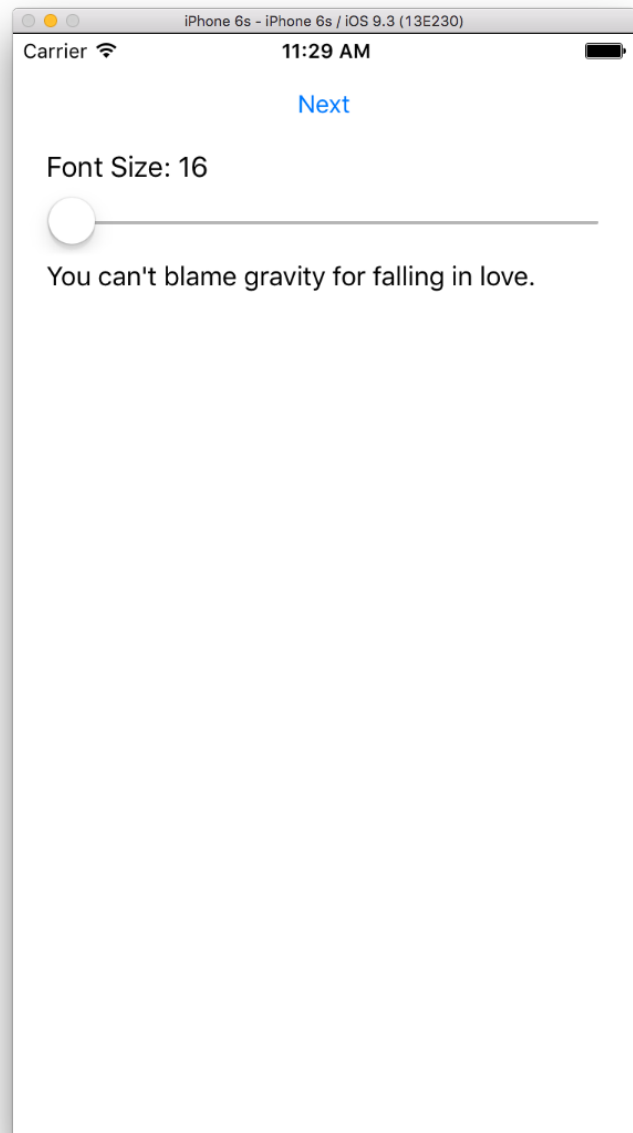 iPhone 6s - iPhone 6s / iOS 9.3 (13E230)
Carrier 11:29 AM
Next
Font Size: 16
You can't blame gravity for falling in love.